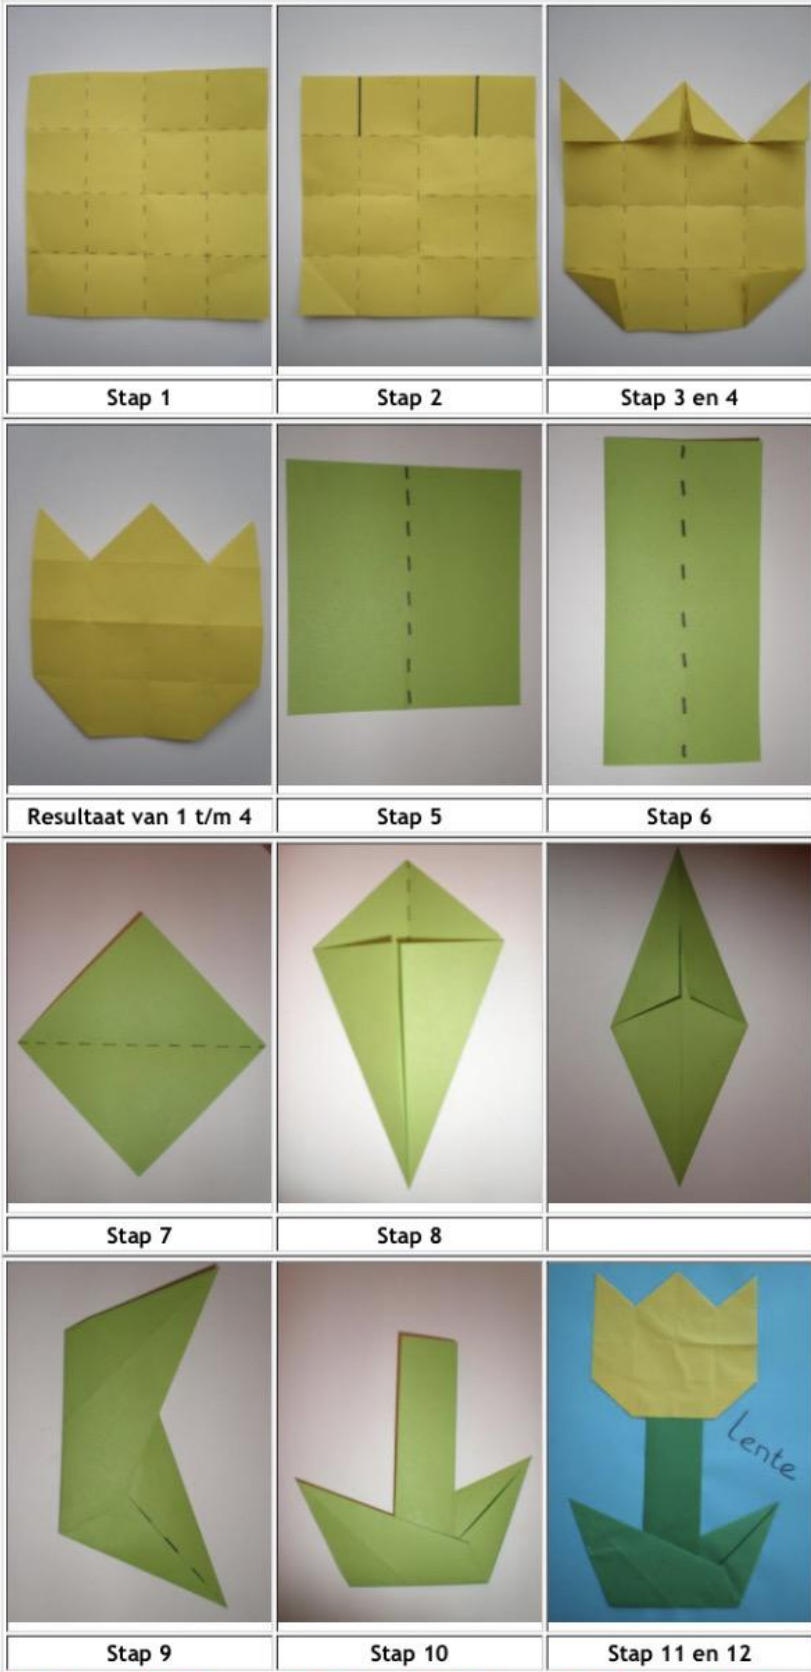 Stap 1
Stap 2
Stap 3 en 4
Resultaat van 1 t/m 4
Stap 5
Stap 6
Stap 7
Stap 8
Stap 9
Stap 10
lente
Stap 11 en 12